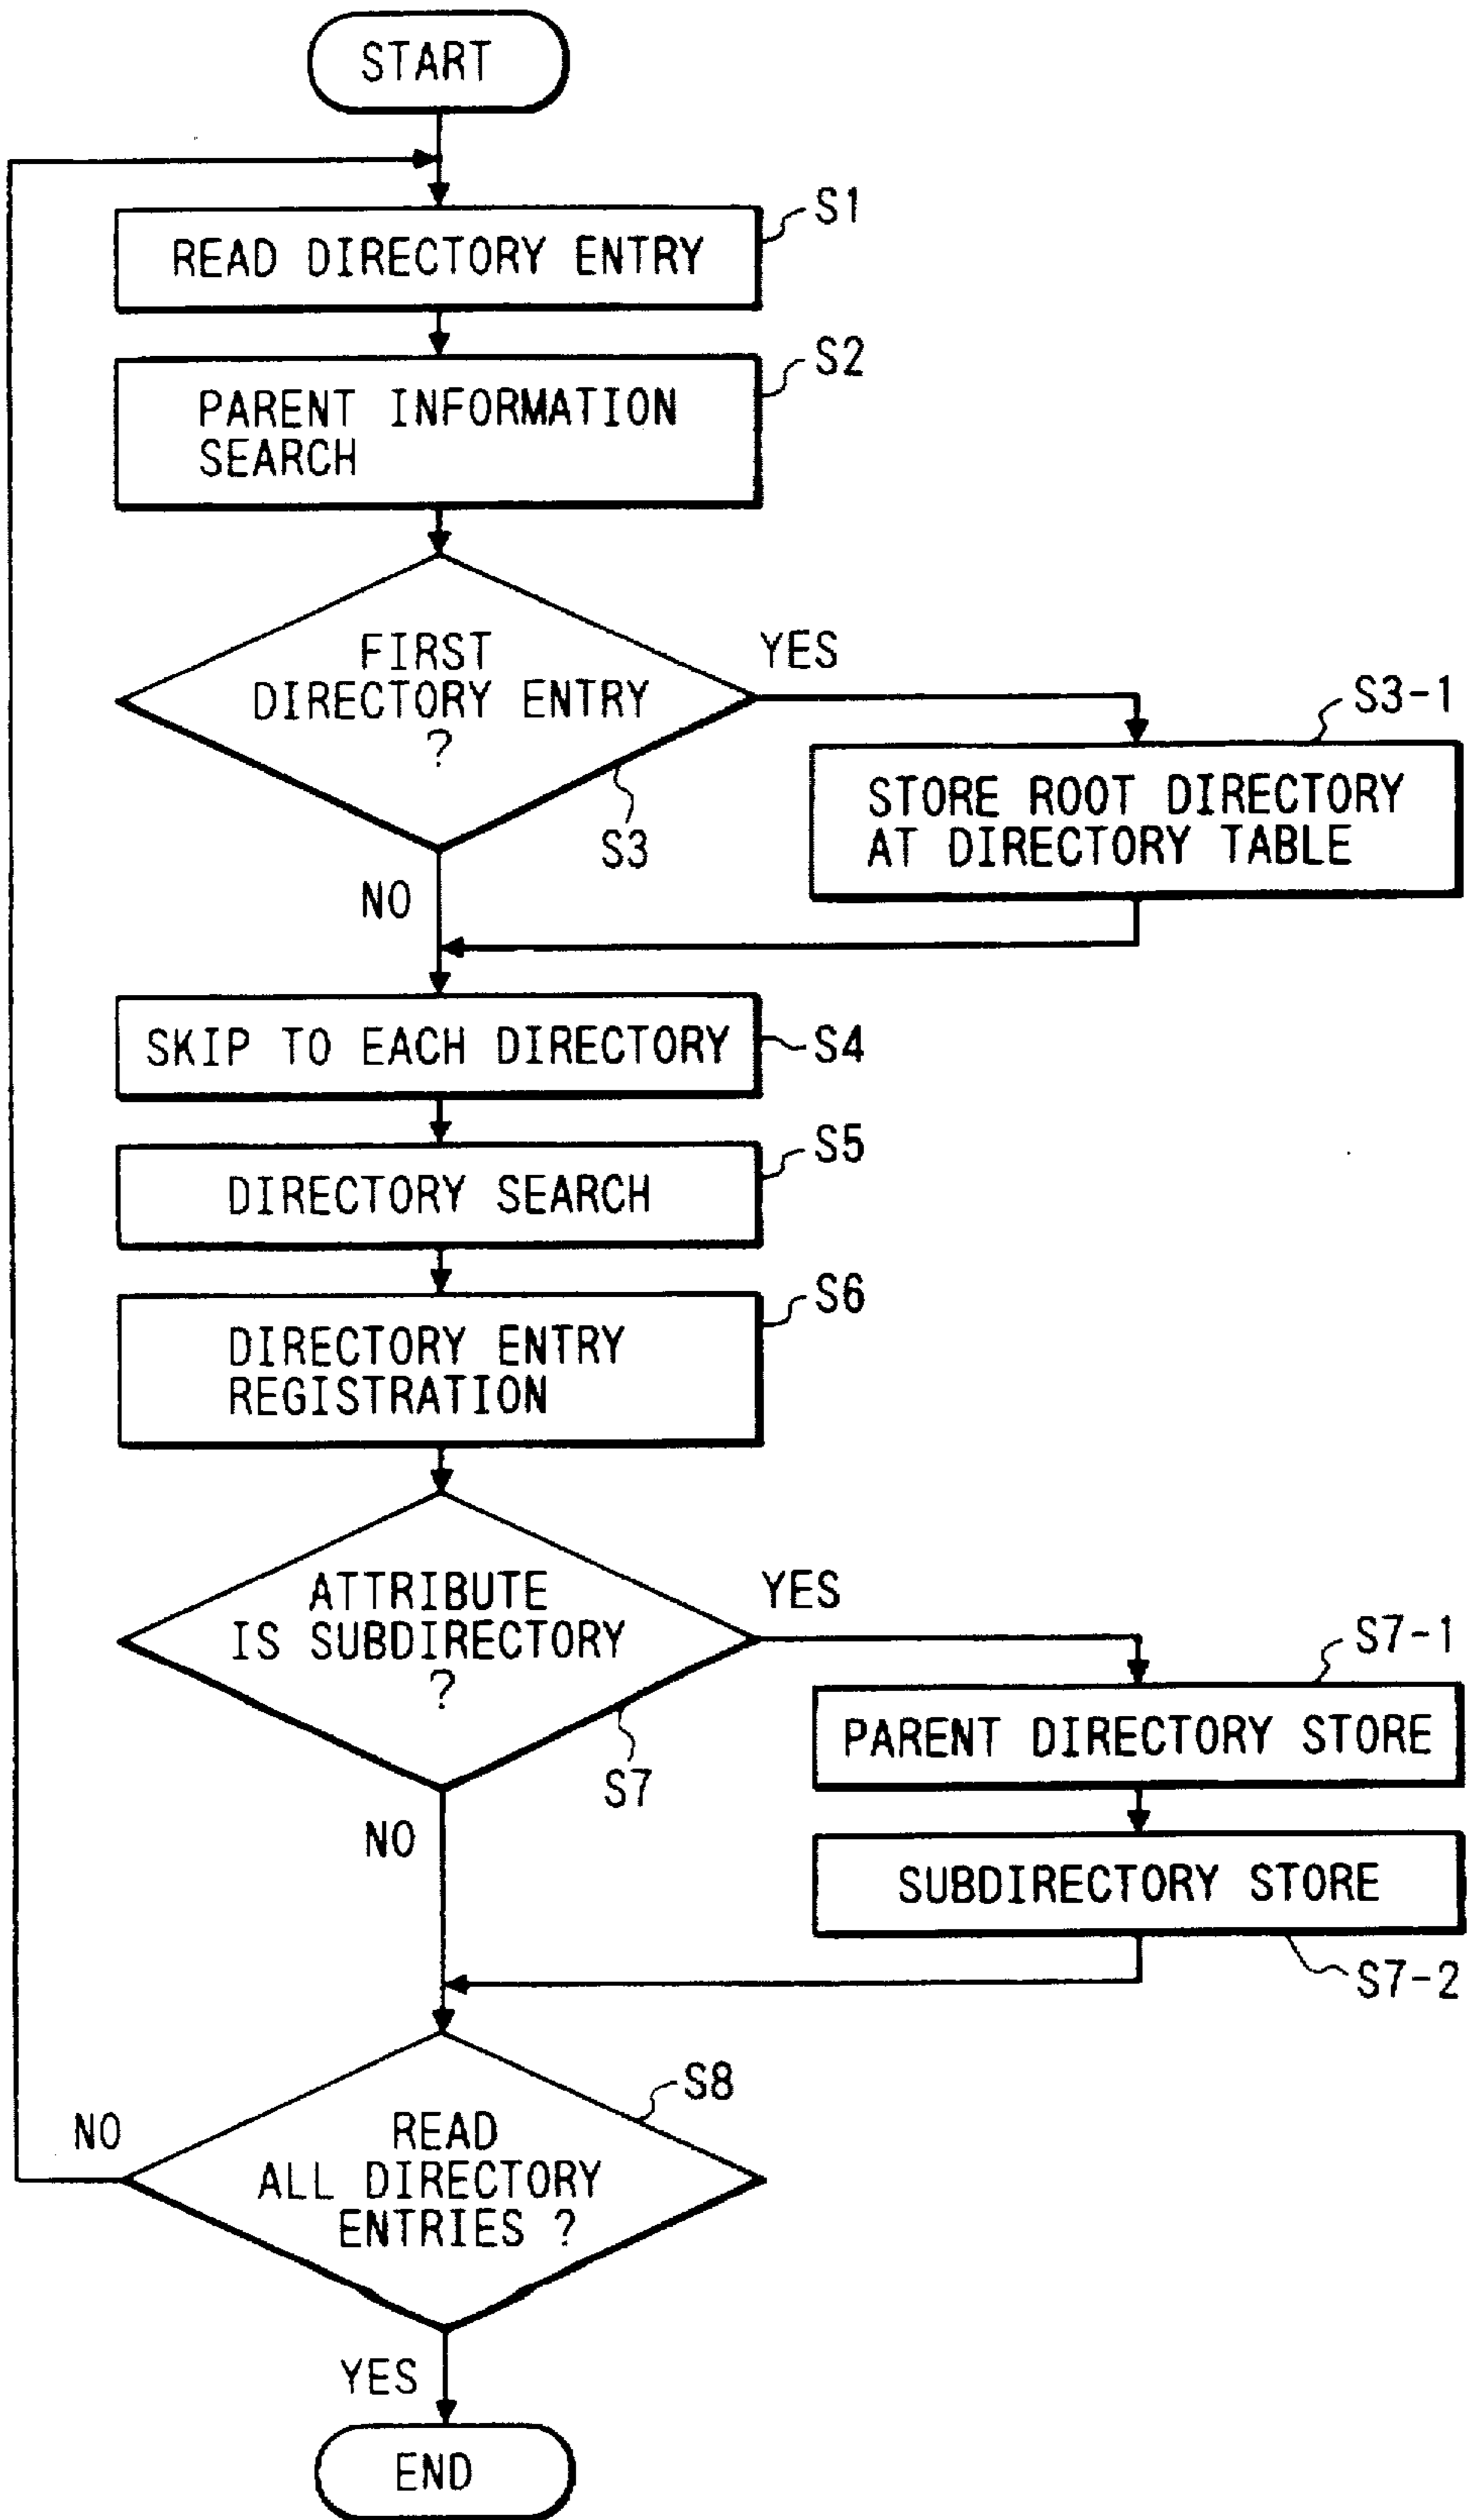 START
S1
READ DIRECTORY ENTRY
S2
PARENT INFORMATION
SEARCH
FIRST
DIRECTORY ENTRY
?
YES
S3
NO
S3-1
STORE ROOT DIRECTORY
AT DIRECTORY TABLE
SKIP TO EACH DIRECTORY
S4
S5
DIRECTORY SEARCH
S6
DIRECTORY ENTRY
REGISTRATION
ATTRIBUTE
IS SUBDIRECTORY
?
YES
S7
NO
S7-1
PARENT DIRECTORY STORE
SUBDIRECTORY STORE
S7-2
S8
NO
READ
ALL DIRECTORY
ENTRIES ?
YES
END